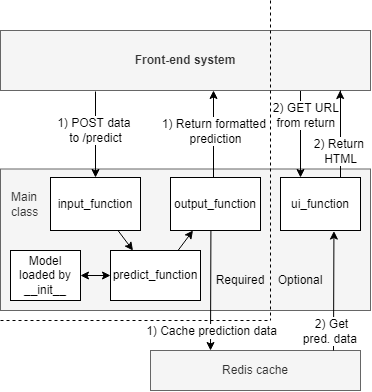 Front-end system
1) POST data
to /predict
1) Return formatted
prediction
2) GET URL
from return
2) Return
HTML
Main
class
input_function
output_function
ui_function
Model
loaded by
__init__
predict_function
Required
Optional
1) Cache prediction data
2) Get
pred. data
Redis cache